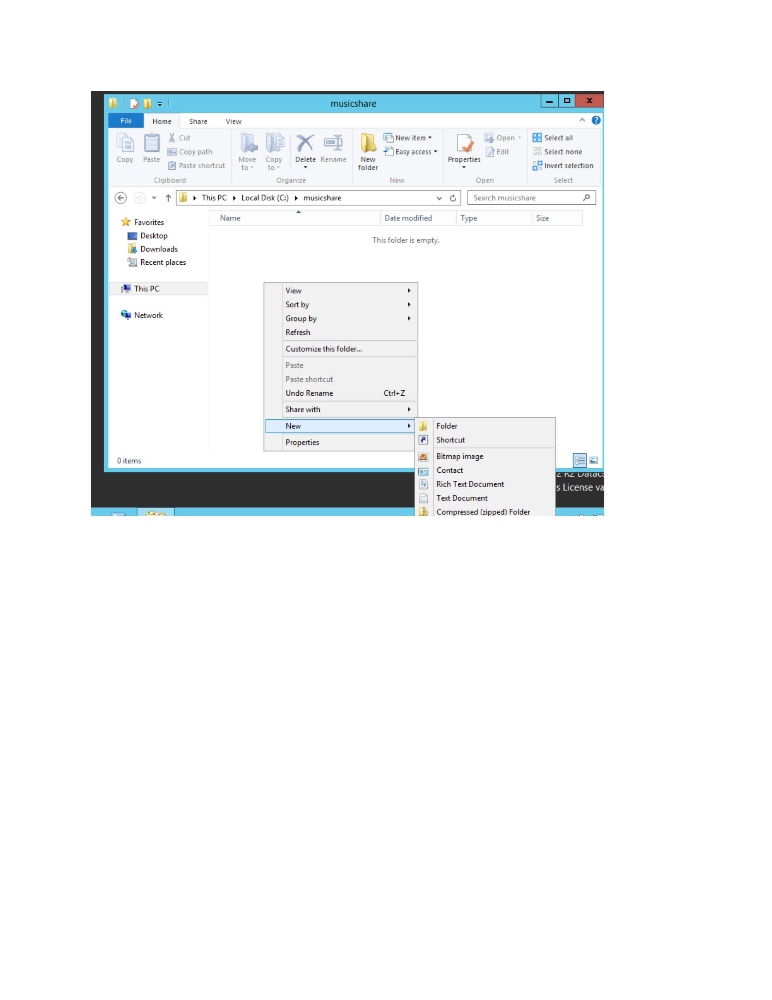 musicshare
File Home Share View
Copy
Paste
Cut
Copy path
Paste shortcut
Clipboard
Move to
Copy to
Delete
Rename
Organize
New folder
New item
Easy access
New
Properties
Open
Edit
Open
Select all
Select none
Invert selection
Select
This PC Local Disk (C:) musicshare
Search musicshare
Favorites
Desktop
Downloads
Recent places
This PC
Network
Name Date modified Type Size
This folder is empty.
View
Sort by
Group by
Refresh
Customize this folder...
Paste
Paste shortcut
Undo Rename Ctrl+Z
Share with
New
Properties
Folder
Shortcut
Bitmap image
Contact
Rich Text Document
Text Document
Compressed (zipped) Folder
0 items
2 R2 Datace
s License va